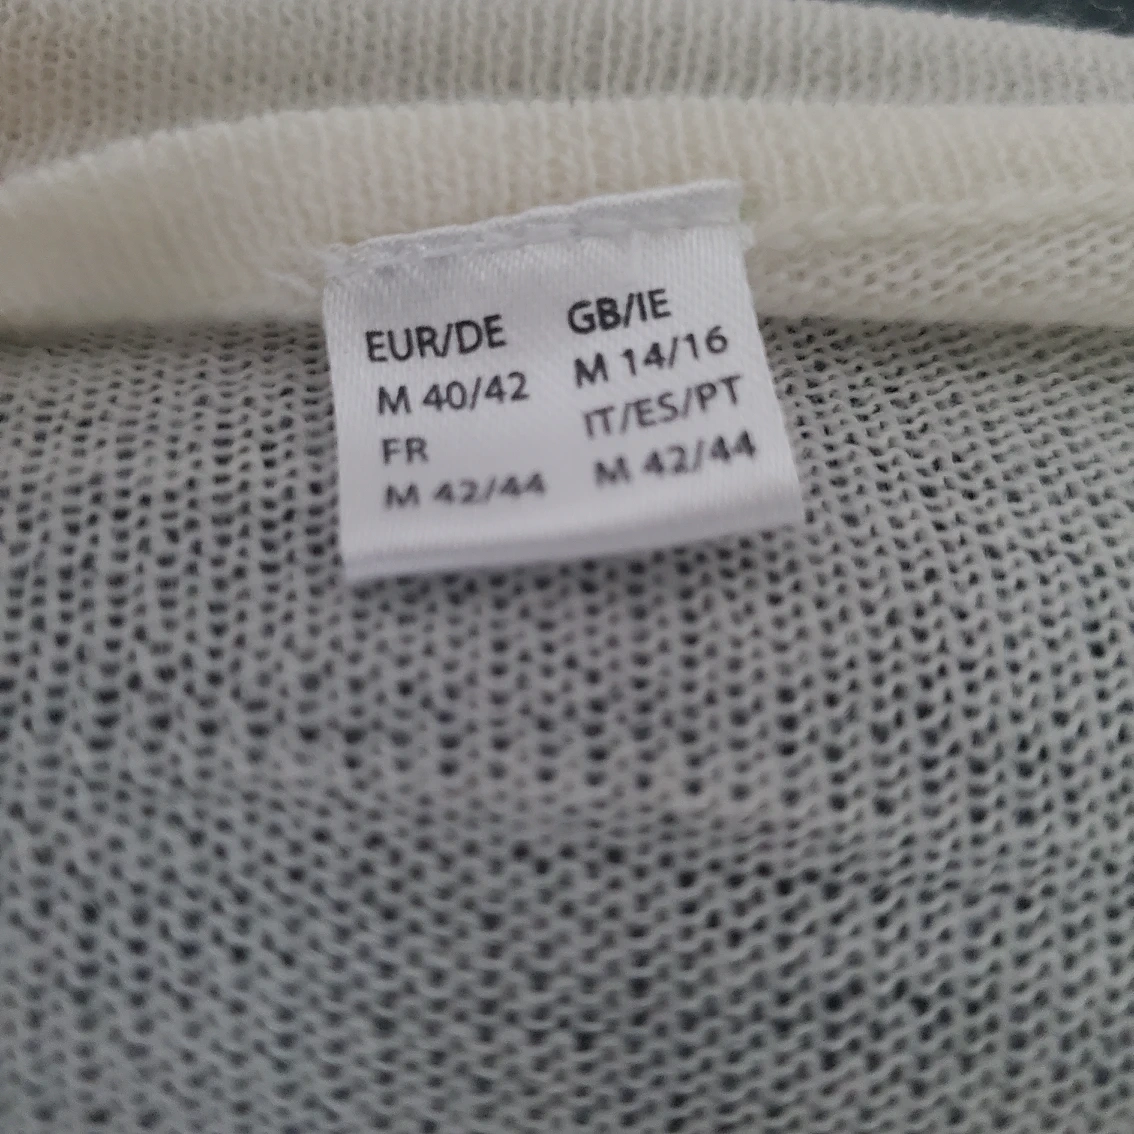 EUR/DE
M 40/42
FR
M 42/44
GB/IE
M 14/16
IT/ES/PT
M 42/44